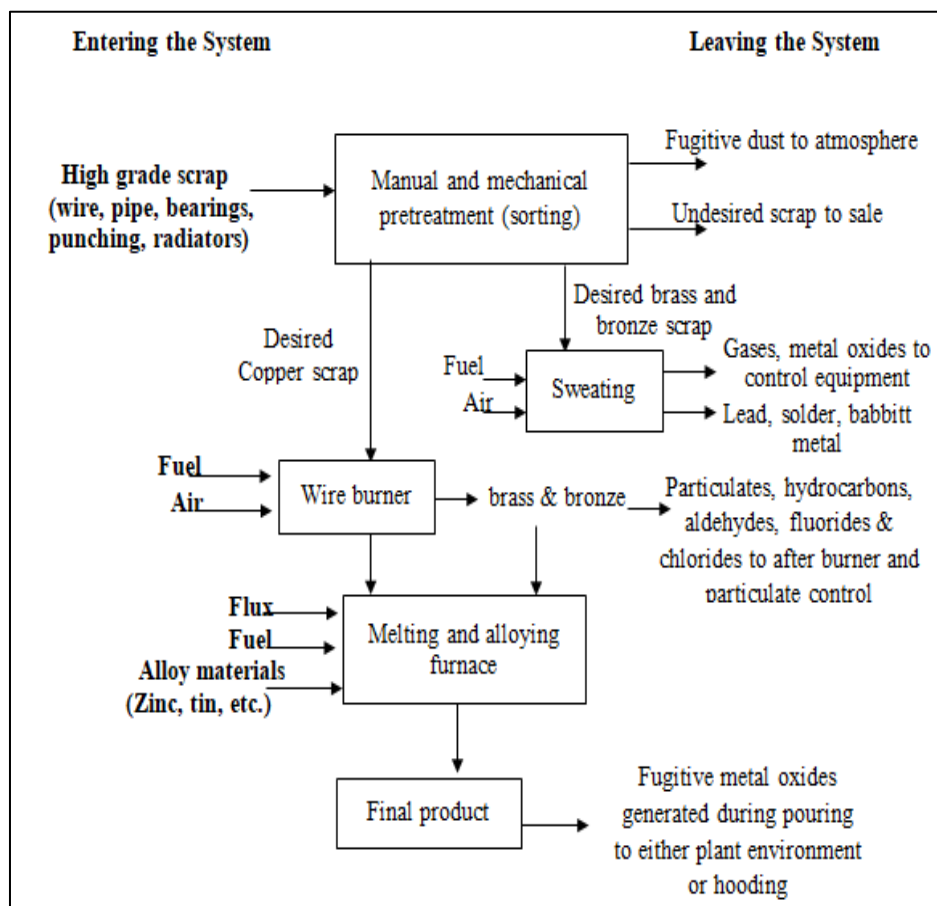 Entering the System
Leaving the System
High grade scrap
(wire, pipe, bearings,
punching, radiators)
Manual and mechanical
pretreatment (sorting)
Fugitive dust to atmosphere
Undesired scrap to sale
Desired
Copper scrap
Desired brass and
bronze scrap
Fuel
Air
Sweating
Gases, metal oxides to
control equipment
Lead, solder, babbitt
metal
Fuel
Air
Wire burner
brass & bronze
Particulates, hydrocarbons,
aldehydes, fluorides &
chlorides to after burner and
particulate control
Flux
Fuel
Alloy materials
(Zinc, tin, etc.)
Melting and alloying
furnace
Final product
Fugitive metal oxides
generated during pouring
to either plant environment
or hooding